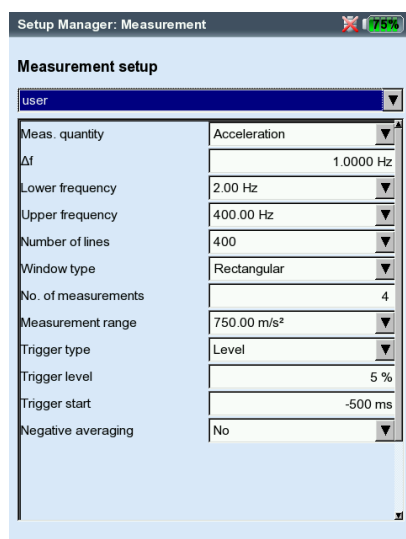 Setup Manager: Measurement 75%
Measurement setup
user
Meas. quantity Acceleration
Δf 1.0000 Hz
Lower frequency 2.00 Hz
Upper frequency 400.00 Hz
Number of lines 400
Window type Rectangular
No. of measurements 4
Measurement range 750.00 m/s²
Trigger type Level
Trigger level 5 %
Trigger start -500 ms
Negative averaging No